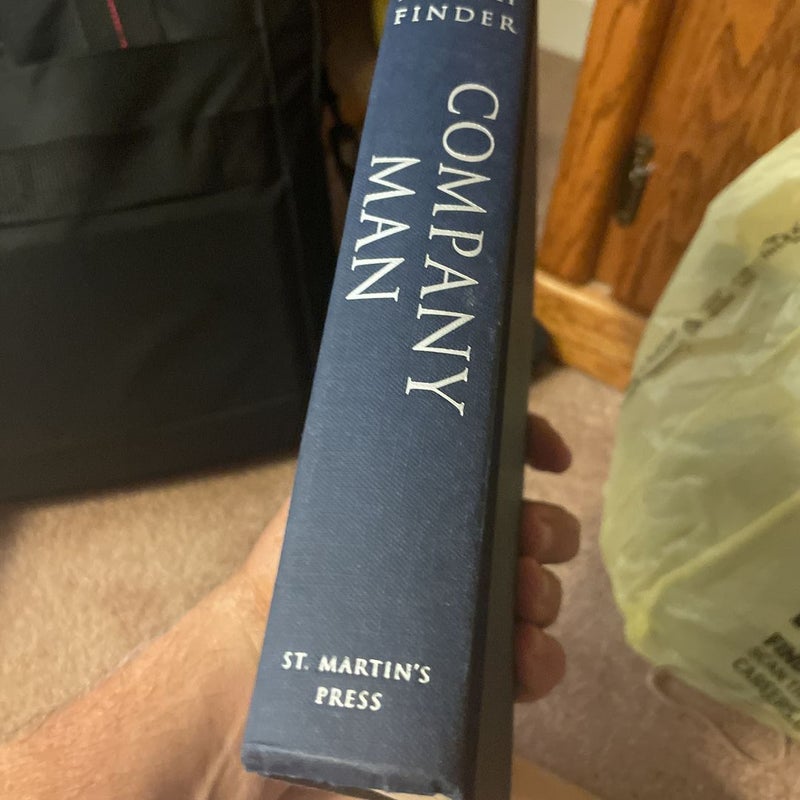 FINDER
COMPANY
MAN
ST. MARTIN'S
PRESS